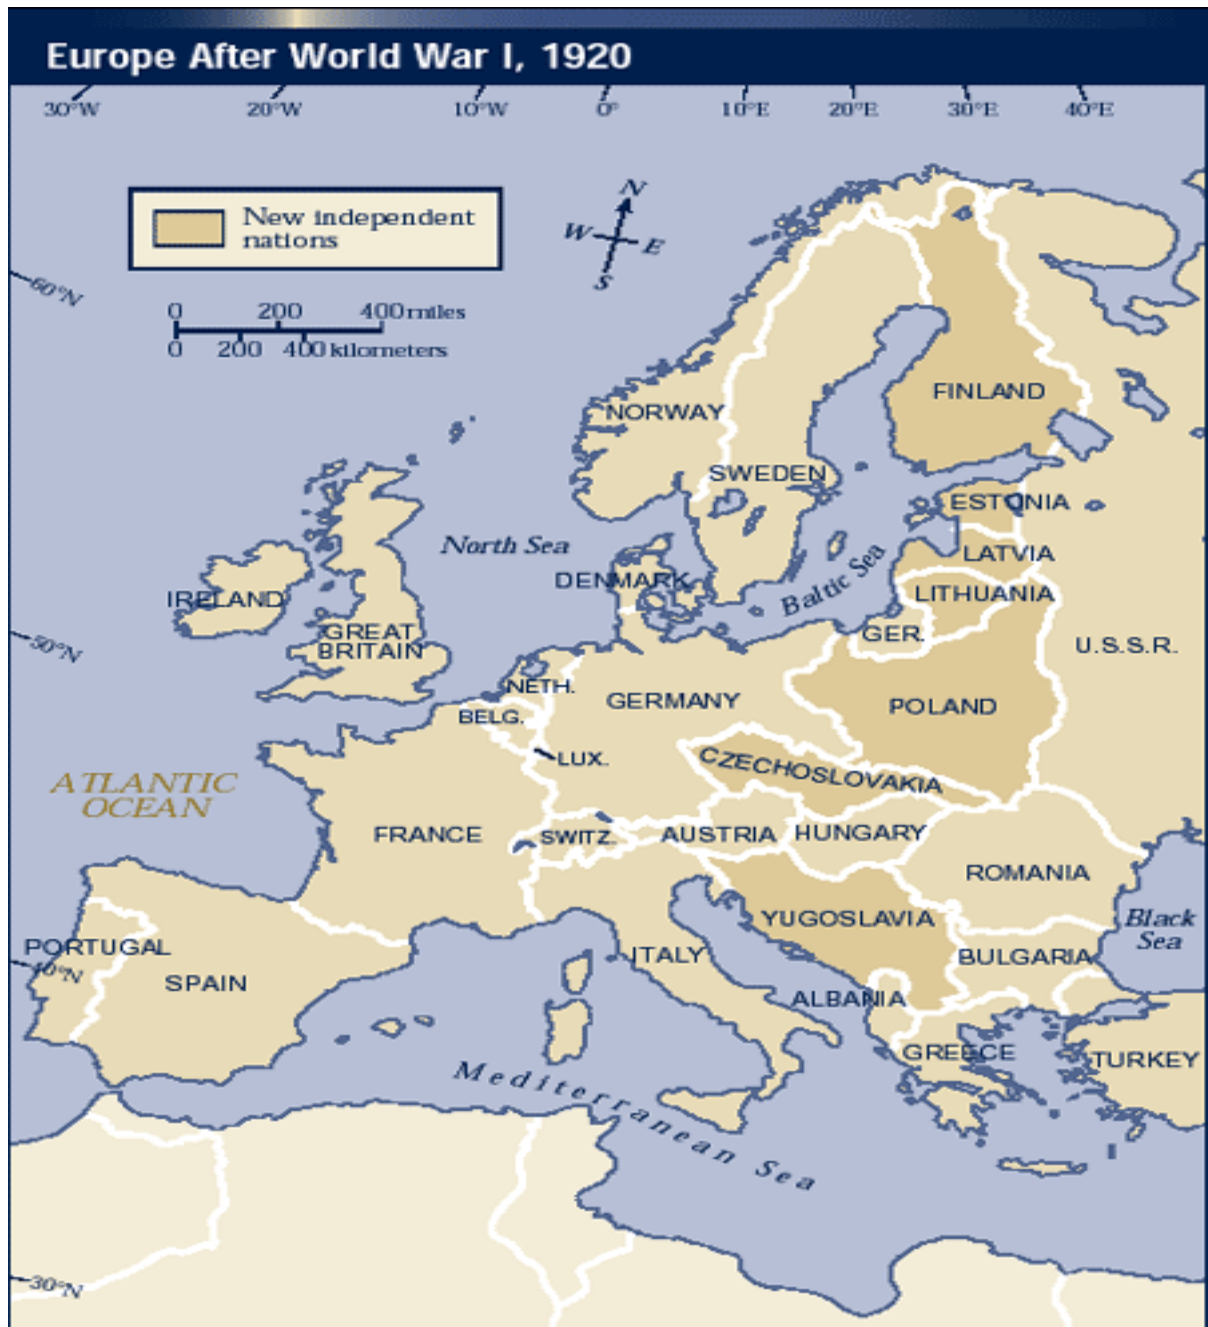 Europe After World War I, 1920
30°W 20°W 10°W 0° 10°E 20°E 30°E 40°E
New independent
nations
N
W E
S
60°N
0 200 400 miles
0 200 400 kilometers
FINLAND
NORWAY
SWEDEN
ESTONIA
North Sea
LATVIA
DENMARK
Baltic Sea
LITHUANIA
IRELAND
GREAT
BRITAIN
GER.
U.S.S.R.
50°N
NETH.
GERMANY
POLAND
BELG.
LUX.
CZECHOSLOVAKIA
ATLANTIC
OCEAN
FRANCE
SWITZ.
AUSTRIA
HUNGARY
ROMANIA
YUGOSLAVIA
Black
Sea
PORTUGAL
ITALY
BULGARIA
40°N
SPAIN
ALBANIA
GREECE
TURKEY
Mediterranean Sea
30°N